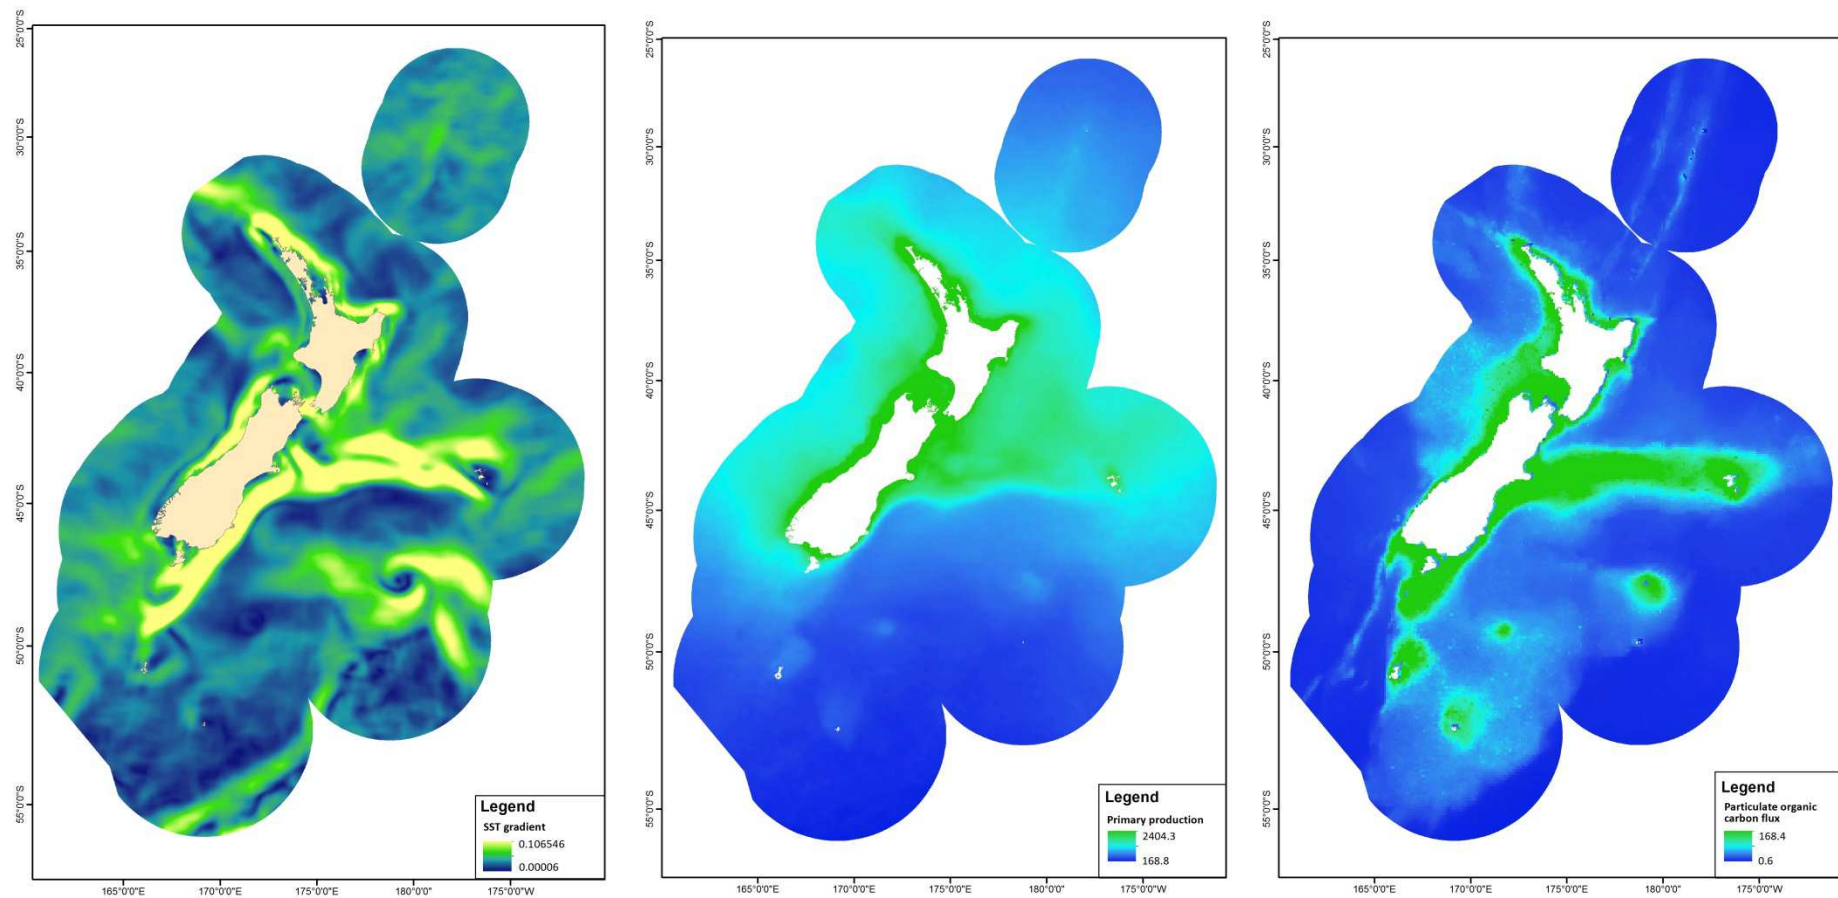 25°0'0"S
30°0'0"S
35°0'0"S
40°0'0"S
45°0'0"S
50°0'0"S
55°0'0"S
165°0'0"E
170°0'0"E
175°0'0"E
180°0'0"
175°0'0"W
Legend
SST gradient
0.106546
0.00006
25°0'0"S
30°0'0"S
35°0'0"S
40°0'0"S
45°0'0"S
50°0'0"S
55°0'0"S
165°0'0"E
170°0'0"E
175°0'0"E
180°0'0"
175°0'0"W
Legend
Primary production
2404.3
168.8
25°0'0"S
30°0'0"S
35°0'0"S
40°0'0"S
45°0'0"S
50°0'0"S
55°0'0"S
165°0'0"E
170°0'0"E
175°0'0"E
180°0'0"
175°0'0"W
Legend
Particulate organic
carbon flux
168.4
0.6